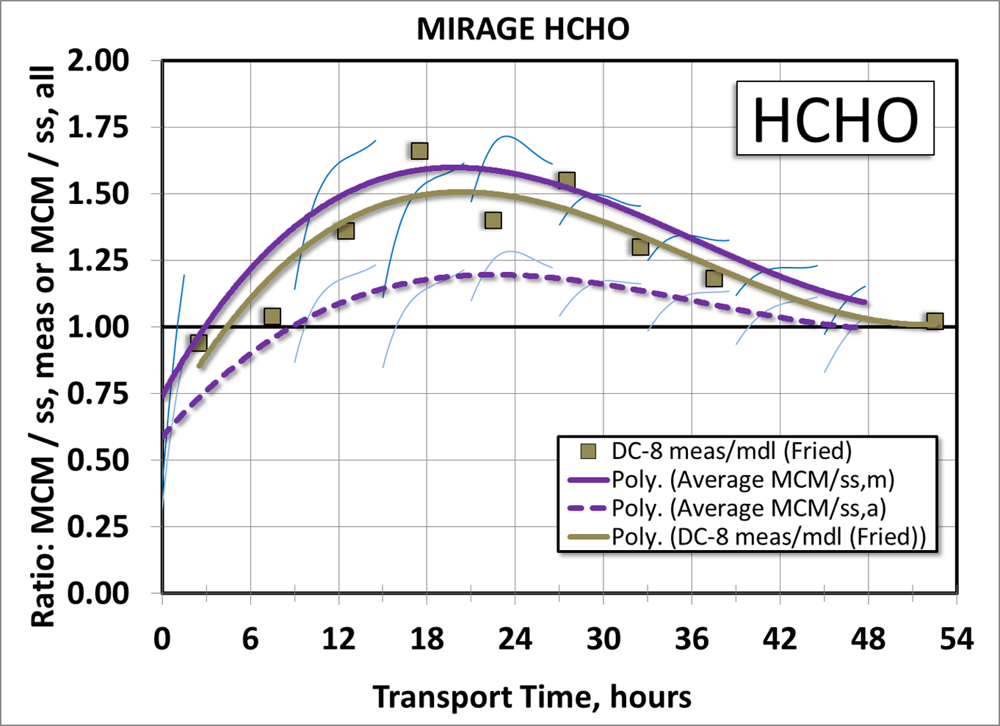 MIRAGE HCHO
Ratio: MCM / ss, meas or MCM / ss, all
2.00
1.75
1.50
1.25
1.00
0.75
0.50
0.25
0.00
HCHO
DC-8 meas/mdl (Fried)
Poly. (Average MCM/ss,m)
Poly. (Average MCM/ss,a)
Poly. (DC-8 meas/mdl (Fried))
0 6 12 18 24 30 36 42 48 54
Transport Time, hours